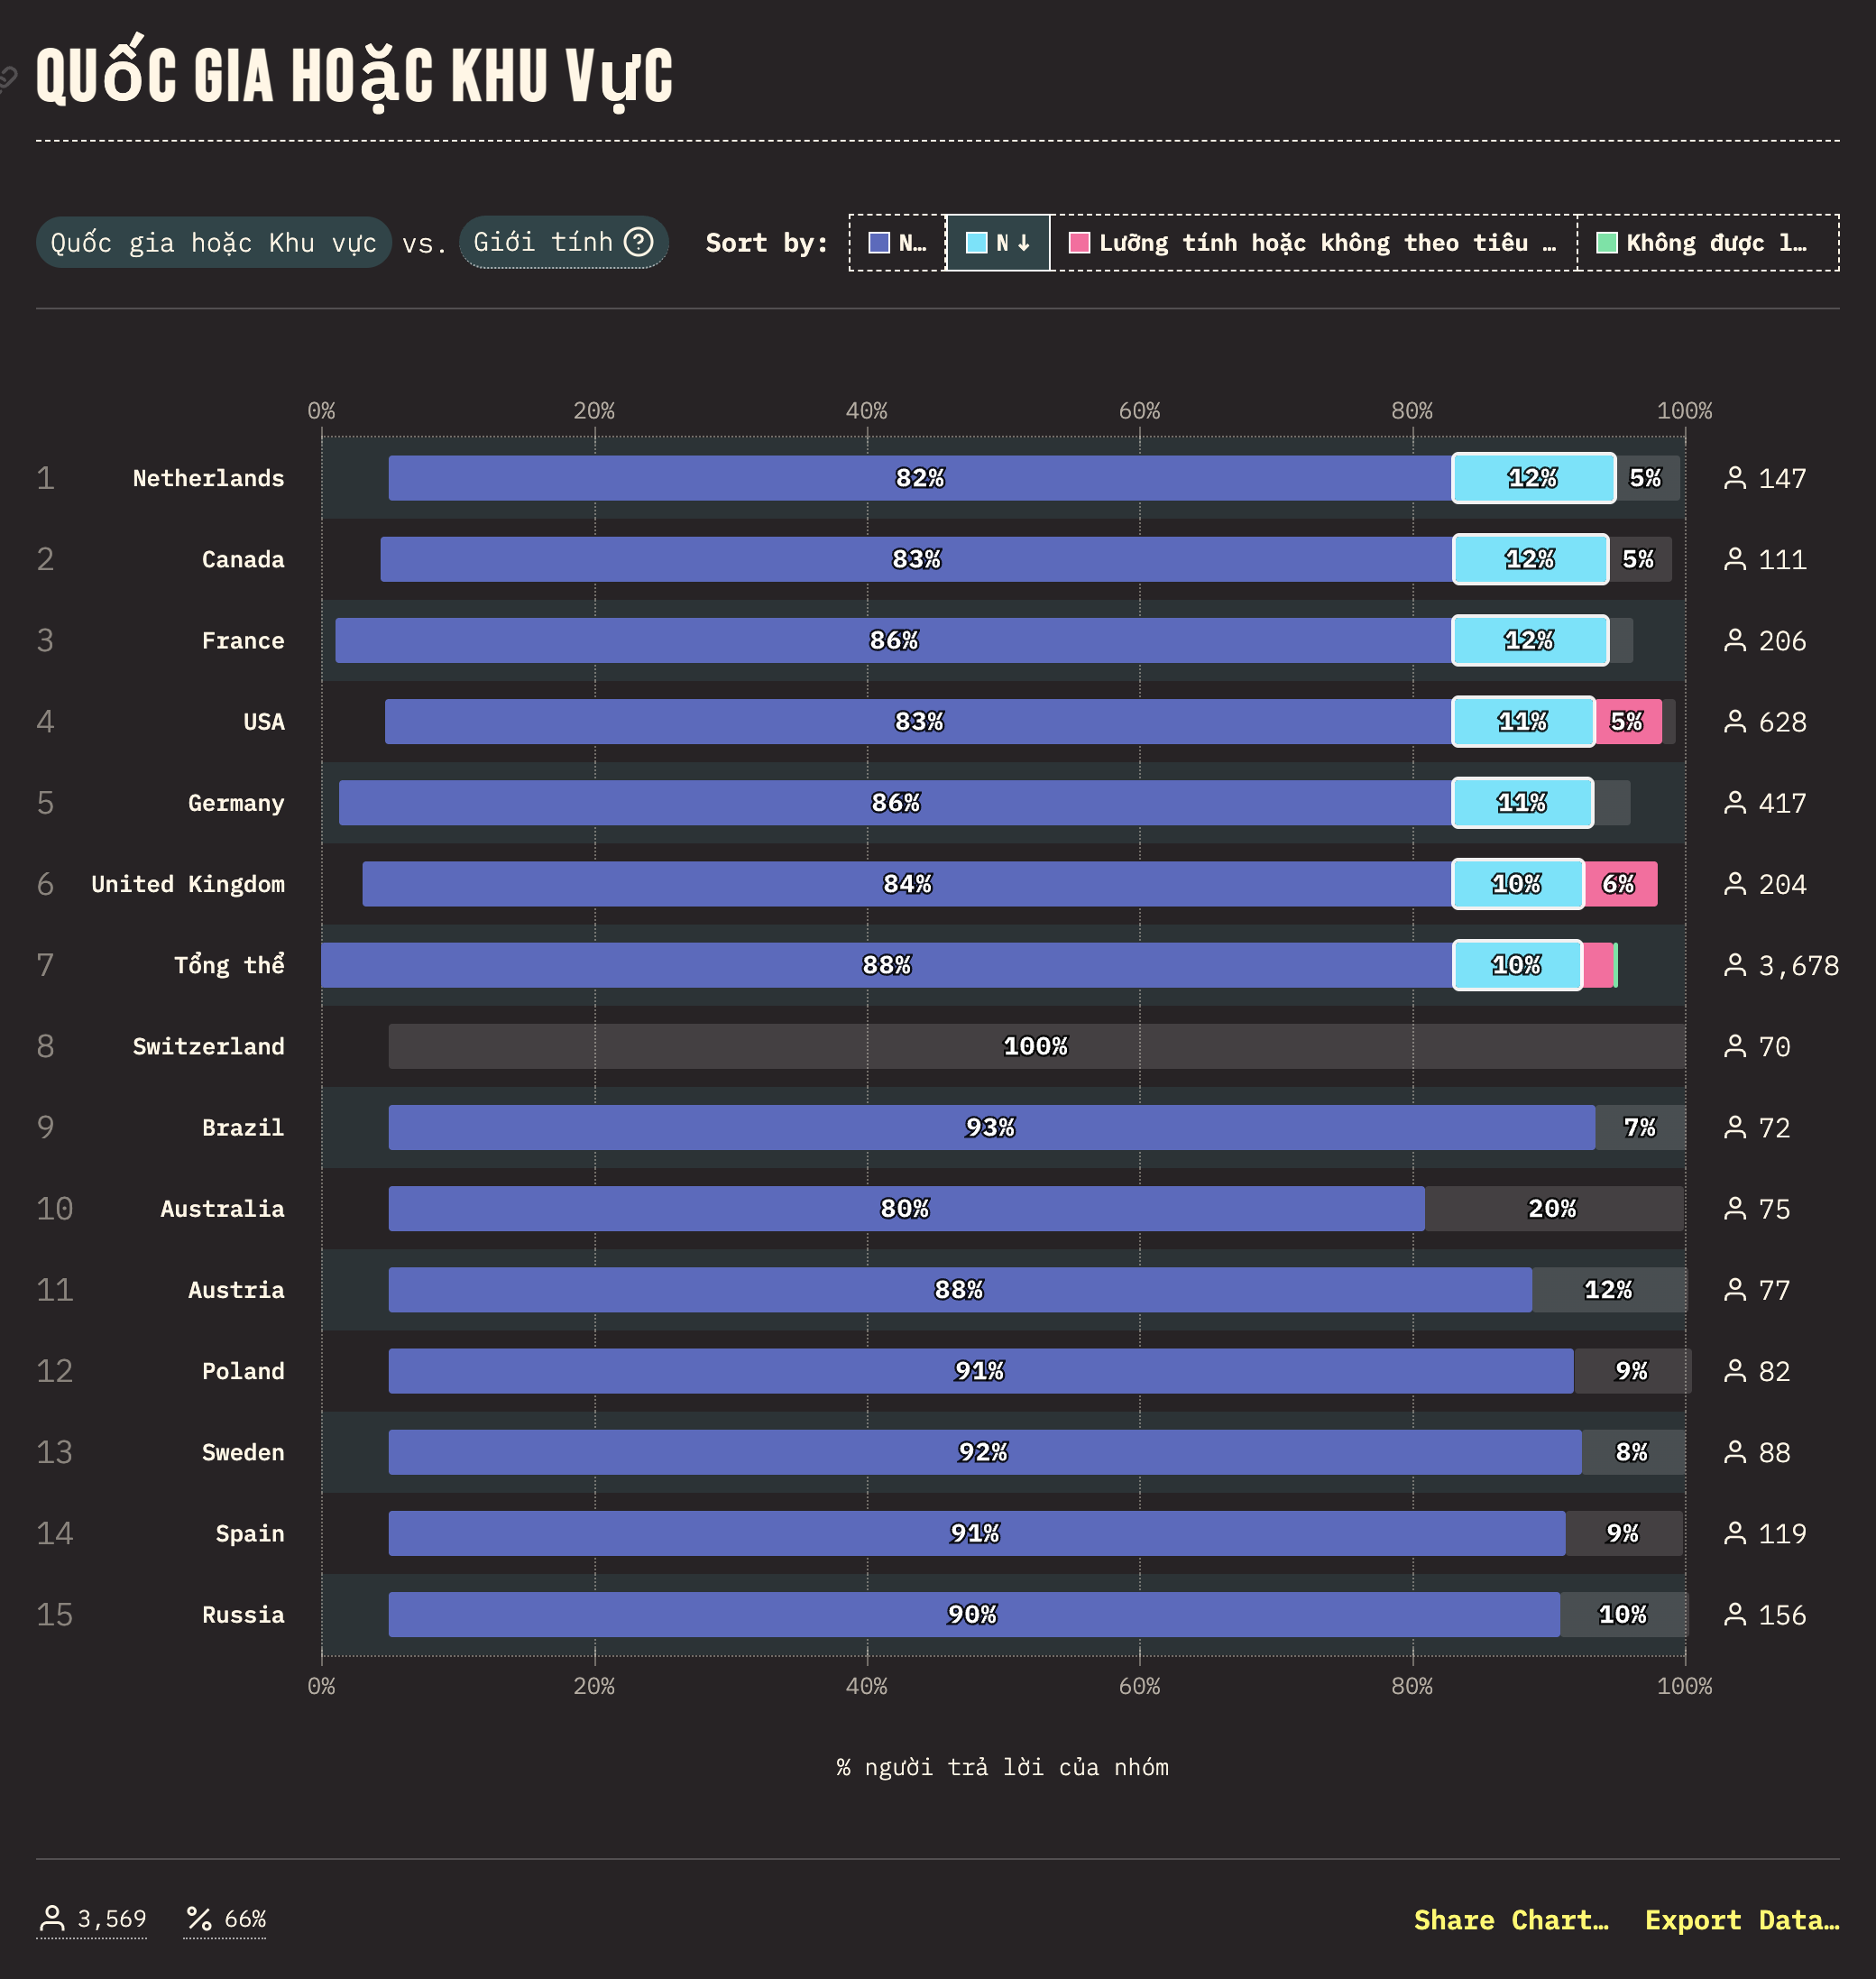 QUốC GIA HOặC KHU VựC
Quốc gia hoặc Khu vực vs. Giới tính ? Sort by: N… N↓ Lưỡng tính hoặc không theo tiêu … Không được l…
0% 20% 40% 60% 80% 100%
1 Netherlands 82% 12% 5% 147
2 Canada 83% 12% 5% 111
3 France 86% 12% 206
4 USA 83% 11% 5% 628
5 Germany 86% 11% 417
6 United Kingdom 84% 10% 6% 204
7 Tổng thể 88% 10% 3,678
8 Switzerland 100% 70
9 Brazil 93% 7% 72
10 Australia 80% 20% 75
11 Austria 88% 12% 77
12 Poland 91% 9% 82
13 Sweden 92% 8% 88
14 Spain 91% 9% 119
15 Russia 90% 10% 156
0% 20% 40% 60% 80% 100%
% người trả lời của nhóm
3,569 % 66% Share Chart… Export Data…